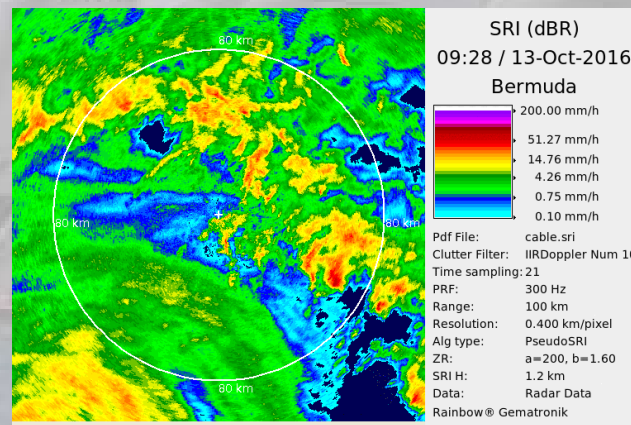 SRI (dBR)
09:28 / 13-Oct-2016
Bermuda
200.00 mm/h
51.27 mm/h
14.76 mm/h
4.26 mm/h
0.75 mm/h
0.10 mm/h
Pdf File: cable.sri
Clutter Filter: IIRDoppler Num 10
Time sampling: 21
PRF: 300 Hz
Range: 100 km
Resolution: 0.400 km/pixel
Alg type: PseudoSRI
ZR: a=200, b=1.60
SRI H: 1.2 km
Data: Radar Data
Rainbow® Gematronik
80 km
80 km
80 km
80 km